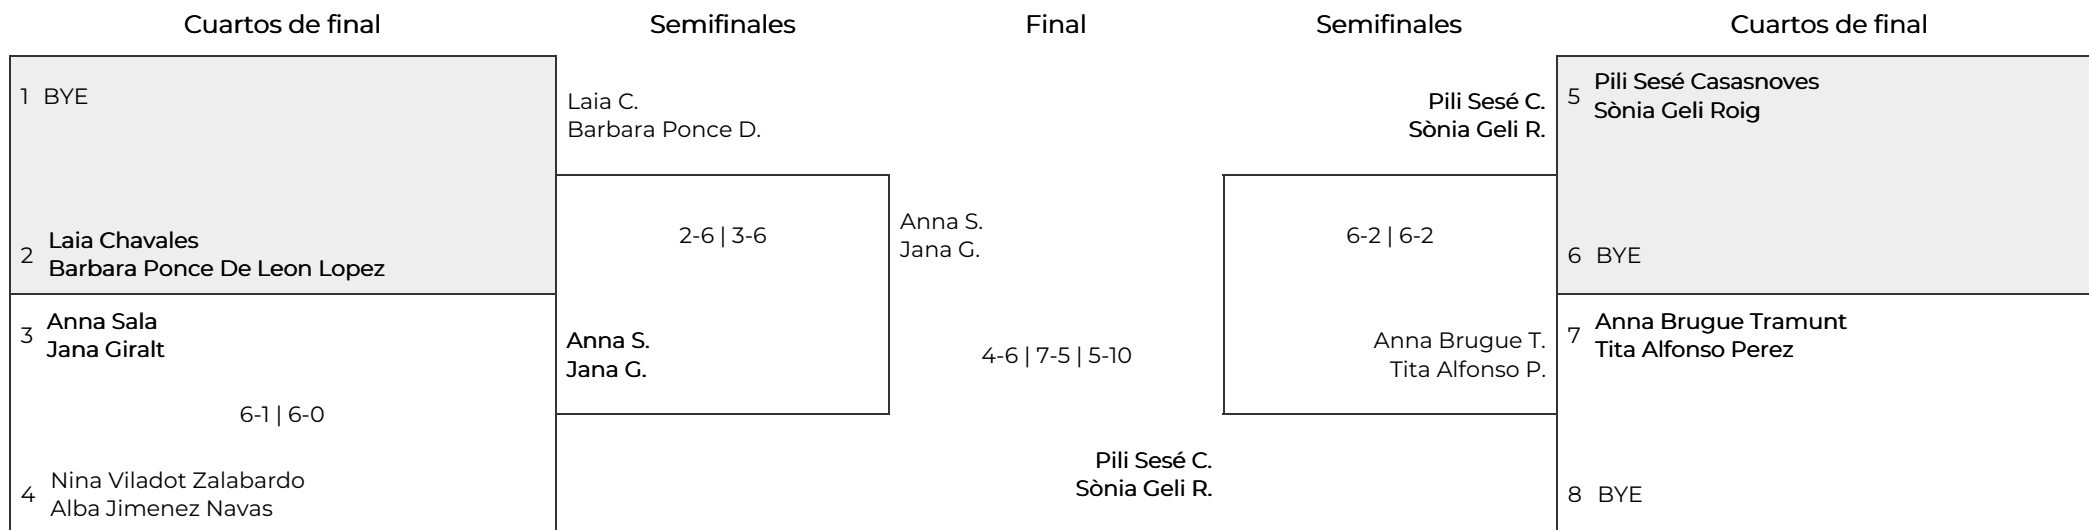 Cuartos de final
Semifinales
Final
Semifinales
Cuartos de final
1 BYE
2 Laia Chavales
Barbara Ponce De Leon Lopez
3 Anna Sala
Jana Giralt
6-1 | 6-0
4 Nina Viladot Zalabardo
Alba Jimenez Navas
Laia C.
Barbara Ponce D.
2-6 | 3-6
Anna S.
Jana G.
Anna S.
Jana G.
4-6 | 7-5 | 5-10
Pili Sesé C.
Sònia Geli R.
Pili Sesé C.
Sònia Geli R.
6-2 | 6-2
Anna Brugue T.
Tita Alfonso P.
5 Pili Sesé Casasnoves
Sònia Geli Roig
6 BYE
7 Anna Brugue Tramunt
Tita Alfonso Perez
8 BYE